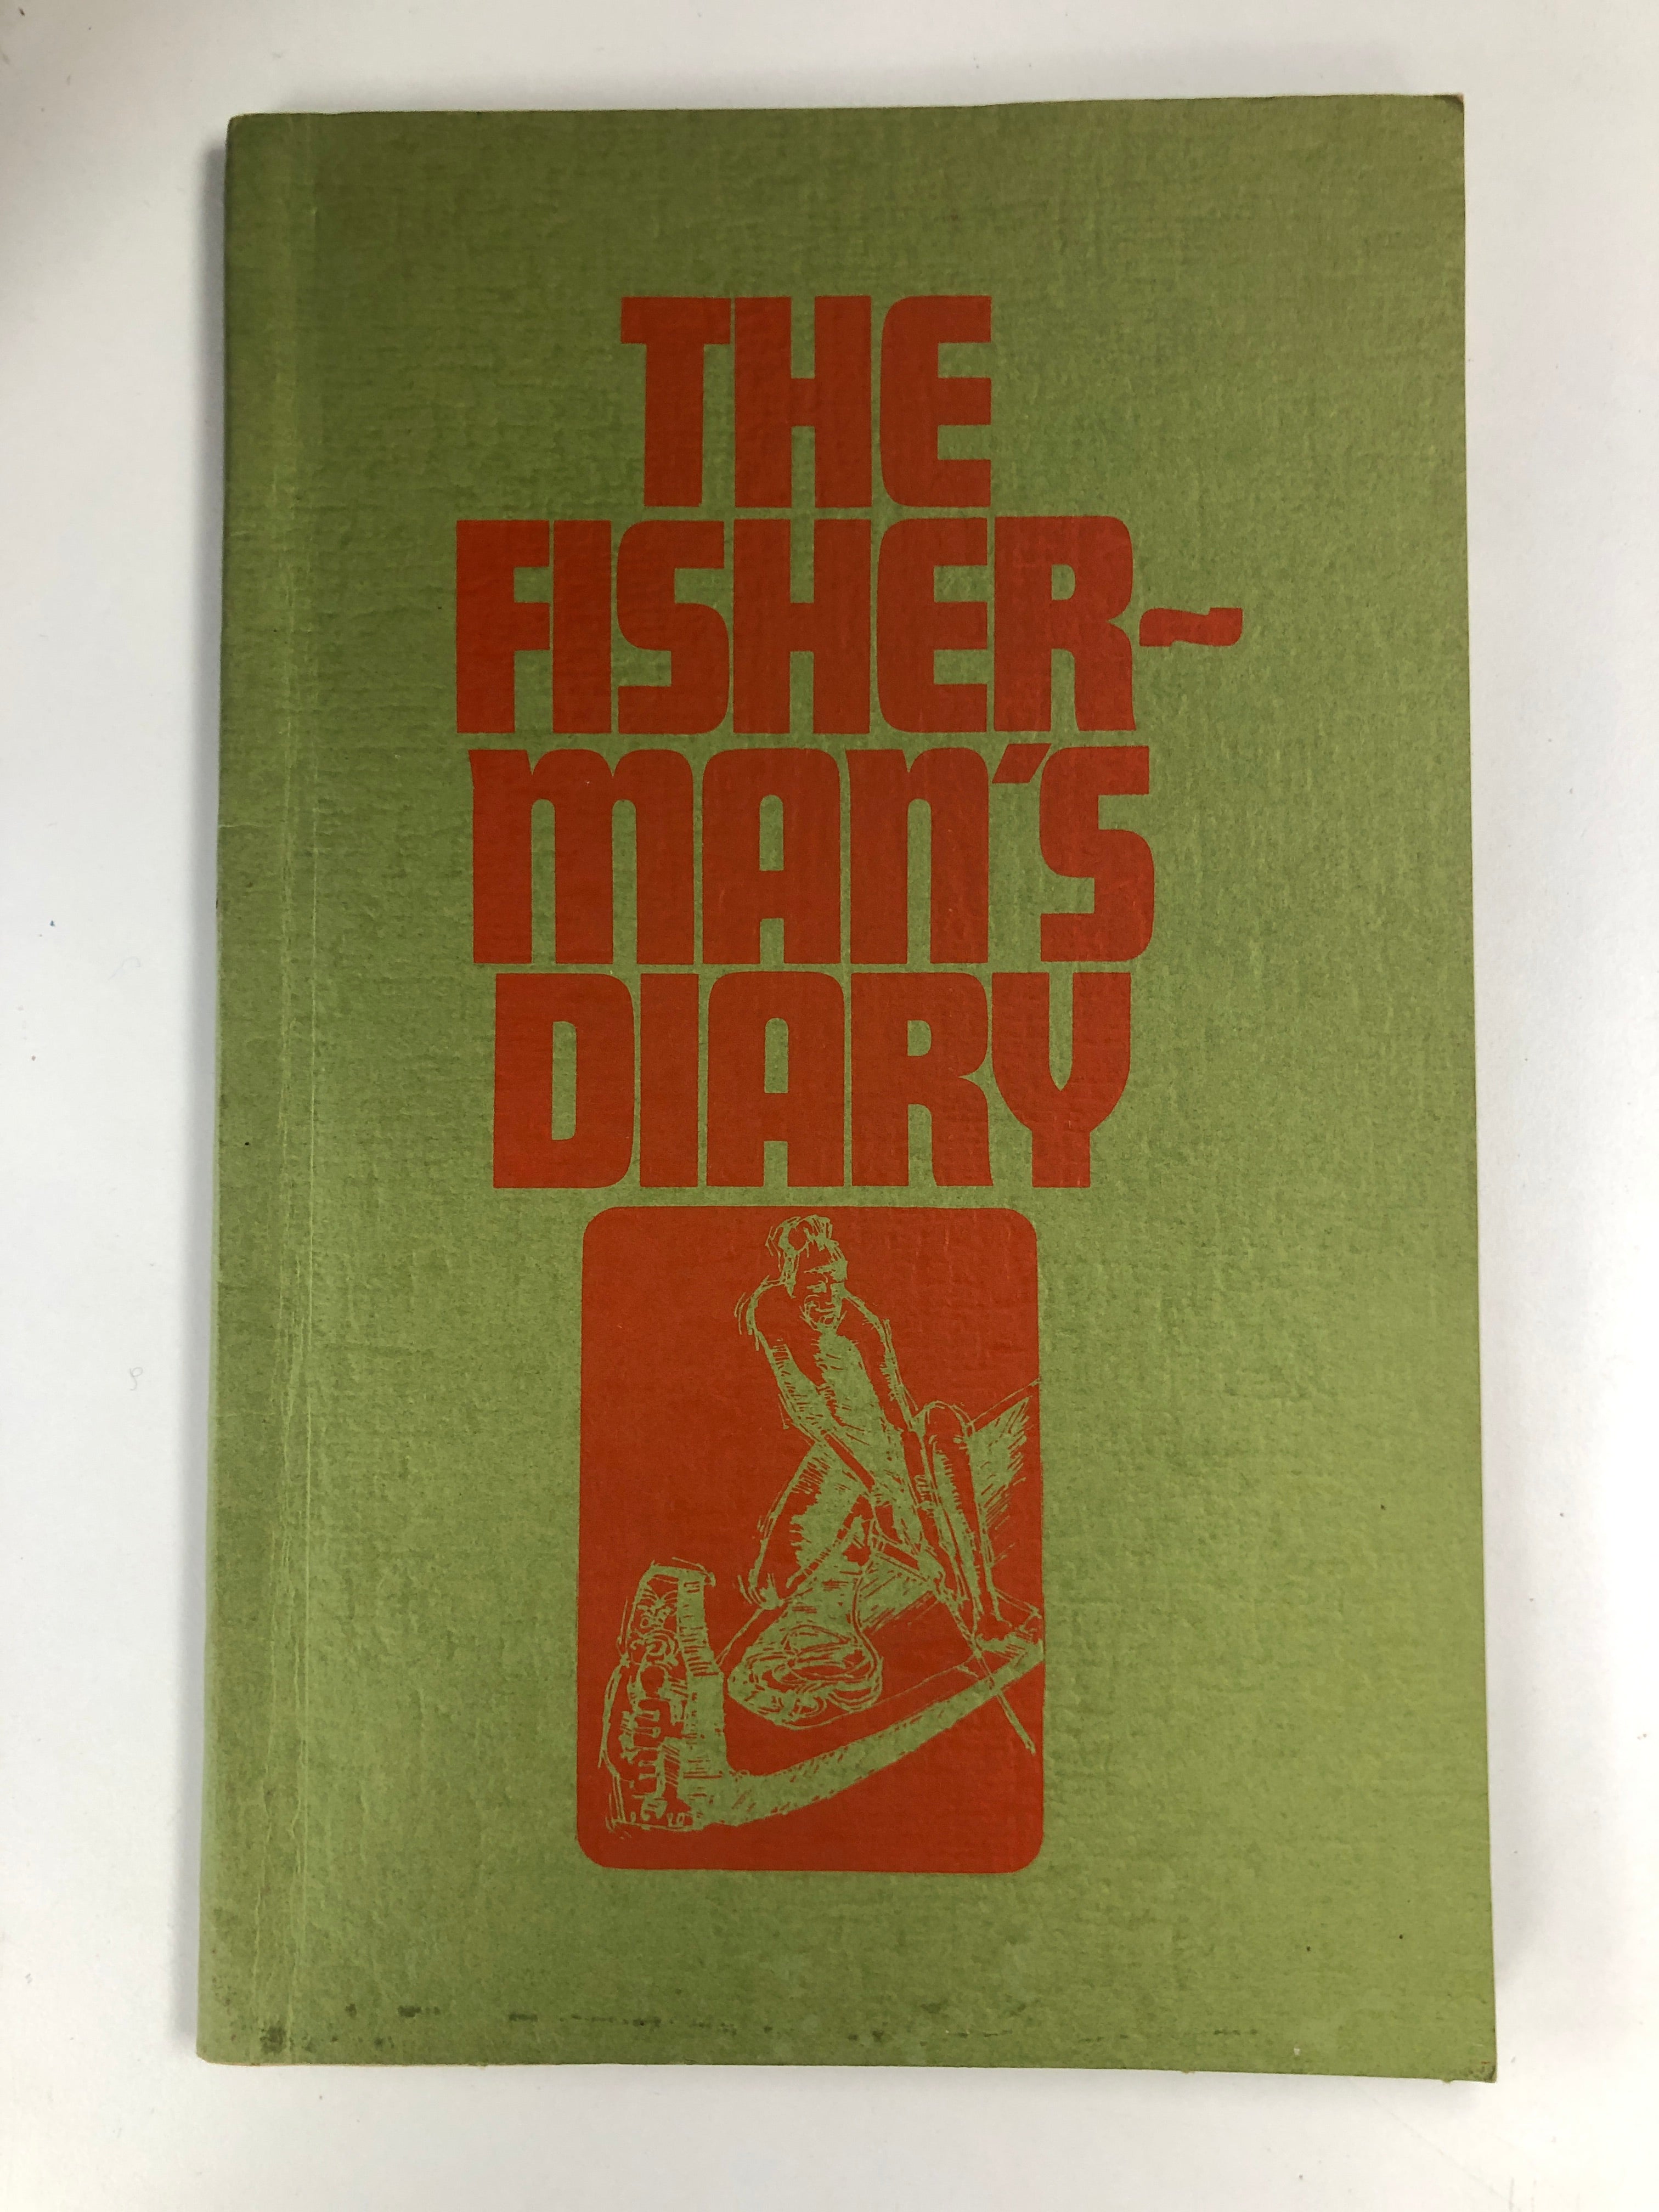 THE
FISHER~
MAN'S
DIARY